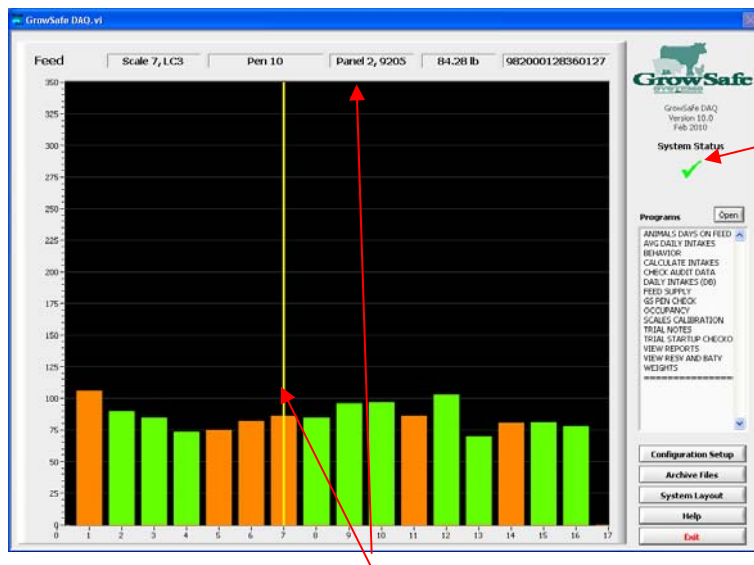 GrowSafe DAQ.vi
Feed
Scale 7, LC3
Pen 10
Panel 2, 9205
84.28 lb
982000128360127
GrowSafe
GrowSafe DAQ
Version 10.0
Feb 2010
System Status
Programs
Open
ANIMALS DAYS ON FEED
AVG DAILY INTAKES
BEHAVIOR
CALCULATE INTAKES
CHECK AUDIT DATA
DAILY INTAKES (DB)
FEED SUPPLY
GS PEN CHECK
OCCUPANCY
SCALES CALIBRATION
TRIAL NOTES
TRIAL STARTUP CHECKO
VIEW REPORTS
VIEW RESV AND BATV
WEIGHTS
==================
Configuration Setup
Archive Files
System Layout
Help
Exit
350
325
300
275
250
225
200
175
150
125
100
75
50
25
0
0 1 2 3 4 5 6 7 8 9 10 11 12 13 14 15 16 17